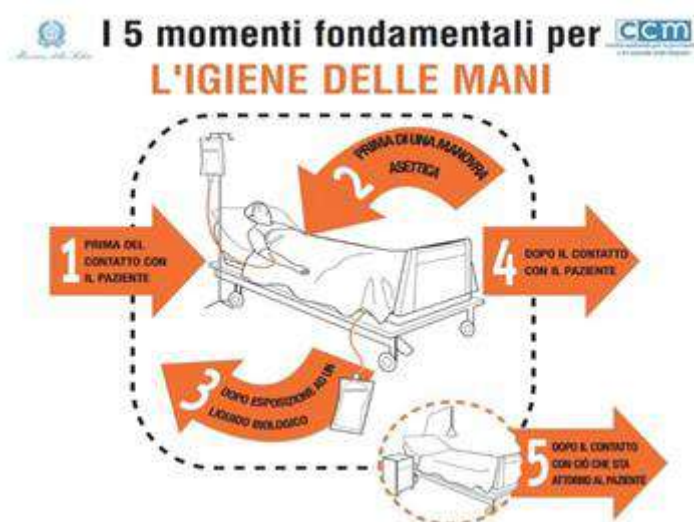 I 5 momenti fondamentali per
L'IGIENE DELLE MANI
ccm
1
PRIMA DEL
CONTATTO CON
IL PAZIENTE
2
PRIMA DI UNA MANOVRA
ASETTICA
3
DOPO ESPOSIZIONE AD UN
LIQUIDO BIOLOGICO
4
DOPO IL CONTATTO
CON IL PAZIENTE
5
DOPO IL CONTATTO
CON CIÒ CHE STA
ATTORNO AL PAZIENTE